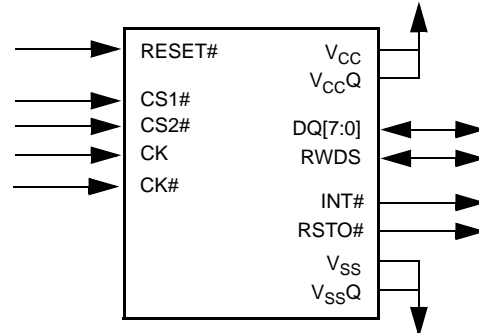 RESET#
CS1#
CS2#
CK
CK#
VCC
VCCQ
DQ[7:0]
RWDS
INT#
RSTO#
VSS
VSSQ